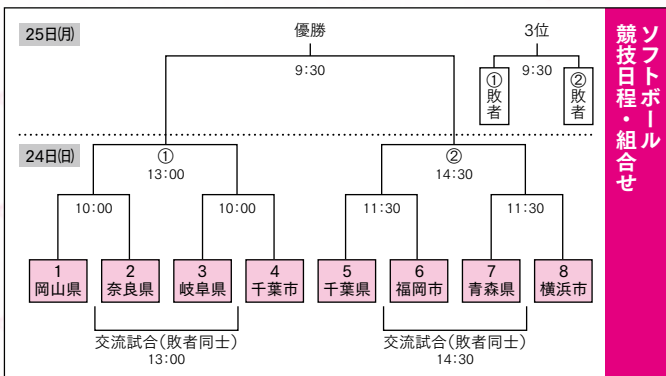 ソフトボール
競技日程・組合せ
25日(月)
優勝
9:30
3位
9:30
①敗者
②敗者
24日(日)
①
13:00
②
14:30
10:00
10:00
11:30
11:30
1
岡山県
2
奈良県
3
岐阜県
4
千葉市
5
千葉県
6
福岡市
7
青森県
8
横浜市
交流試合(敗者同士)
13:00
交流試合(敗者同士)
14:30